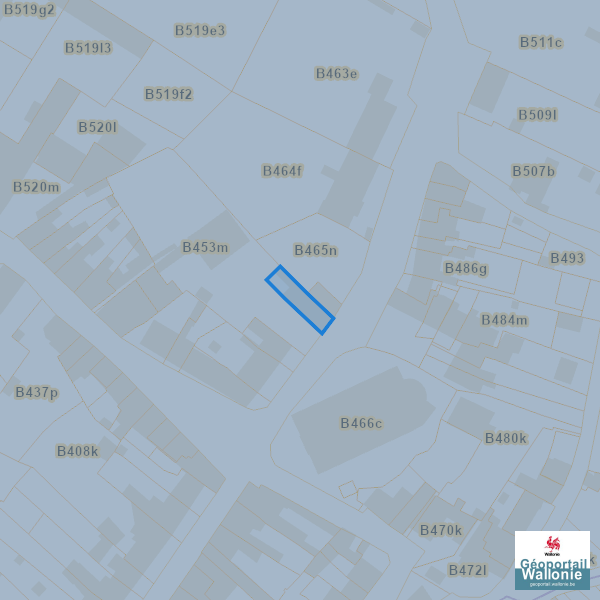 B519g2
B519e3
B519l3
B511c
B463e
B519f2
B509l
B520l
B464f
B507b
B520m
B453m
B465n
B493
B486g
B484m
B437p
B466c
B408k
B480k
B470k
B472l
k
Wallonie
Géoportail
Wallonie
geoportail.wallonie.be